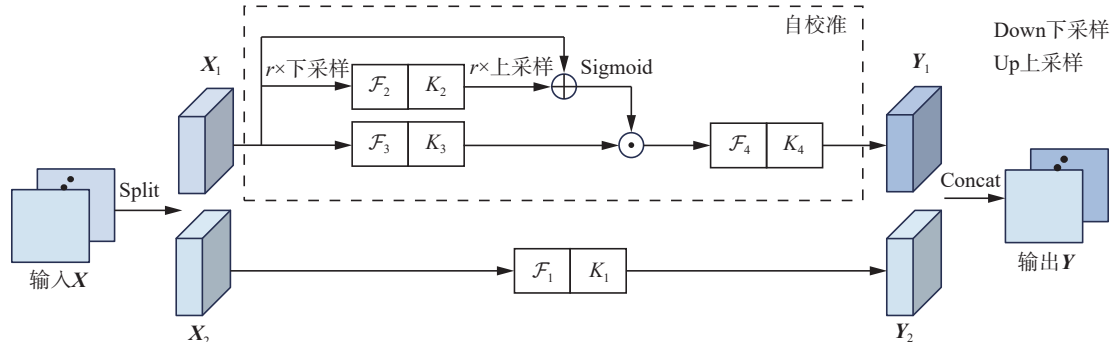 自校准
Down下采样
Up上采样
X₁
r×下采样
F₂
K₂
r×上采样
Sigmoid
Y₁
F₃
K₃
F₄
K₄
Split
Concat
输入X
F₁
K₁
输出Y
X₂
Y₂